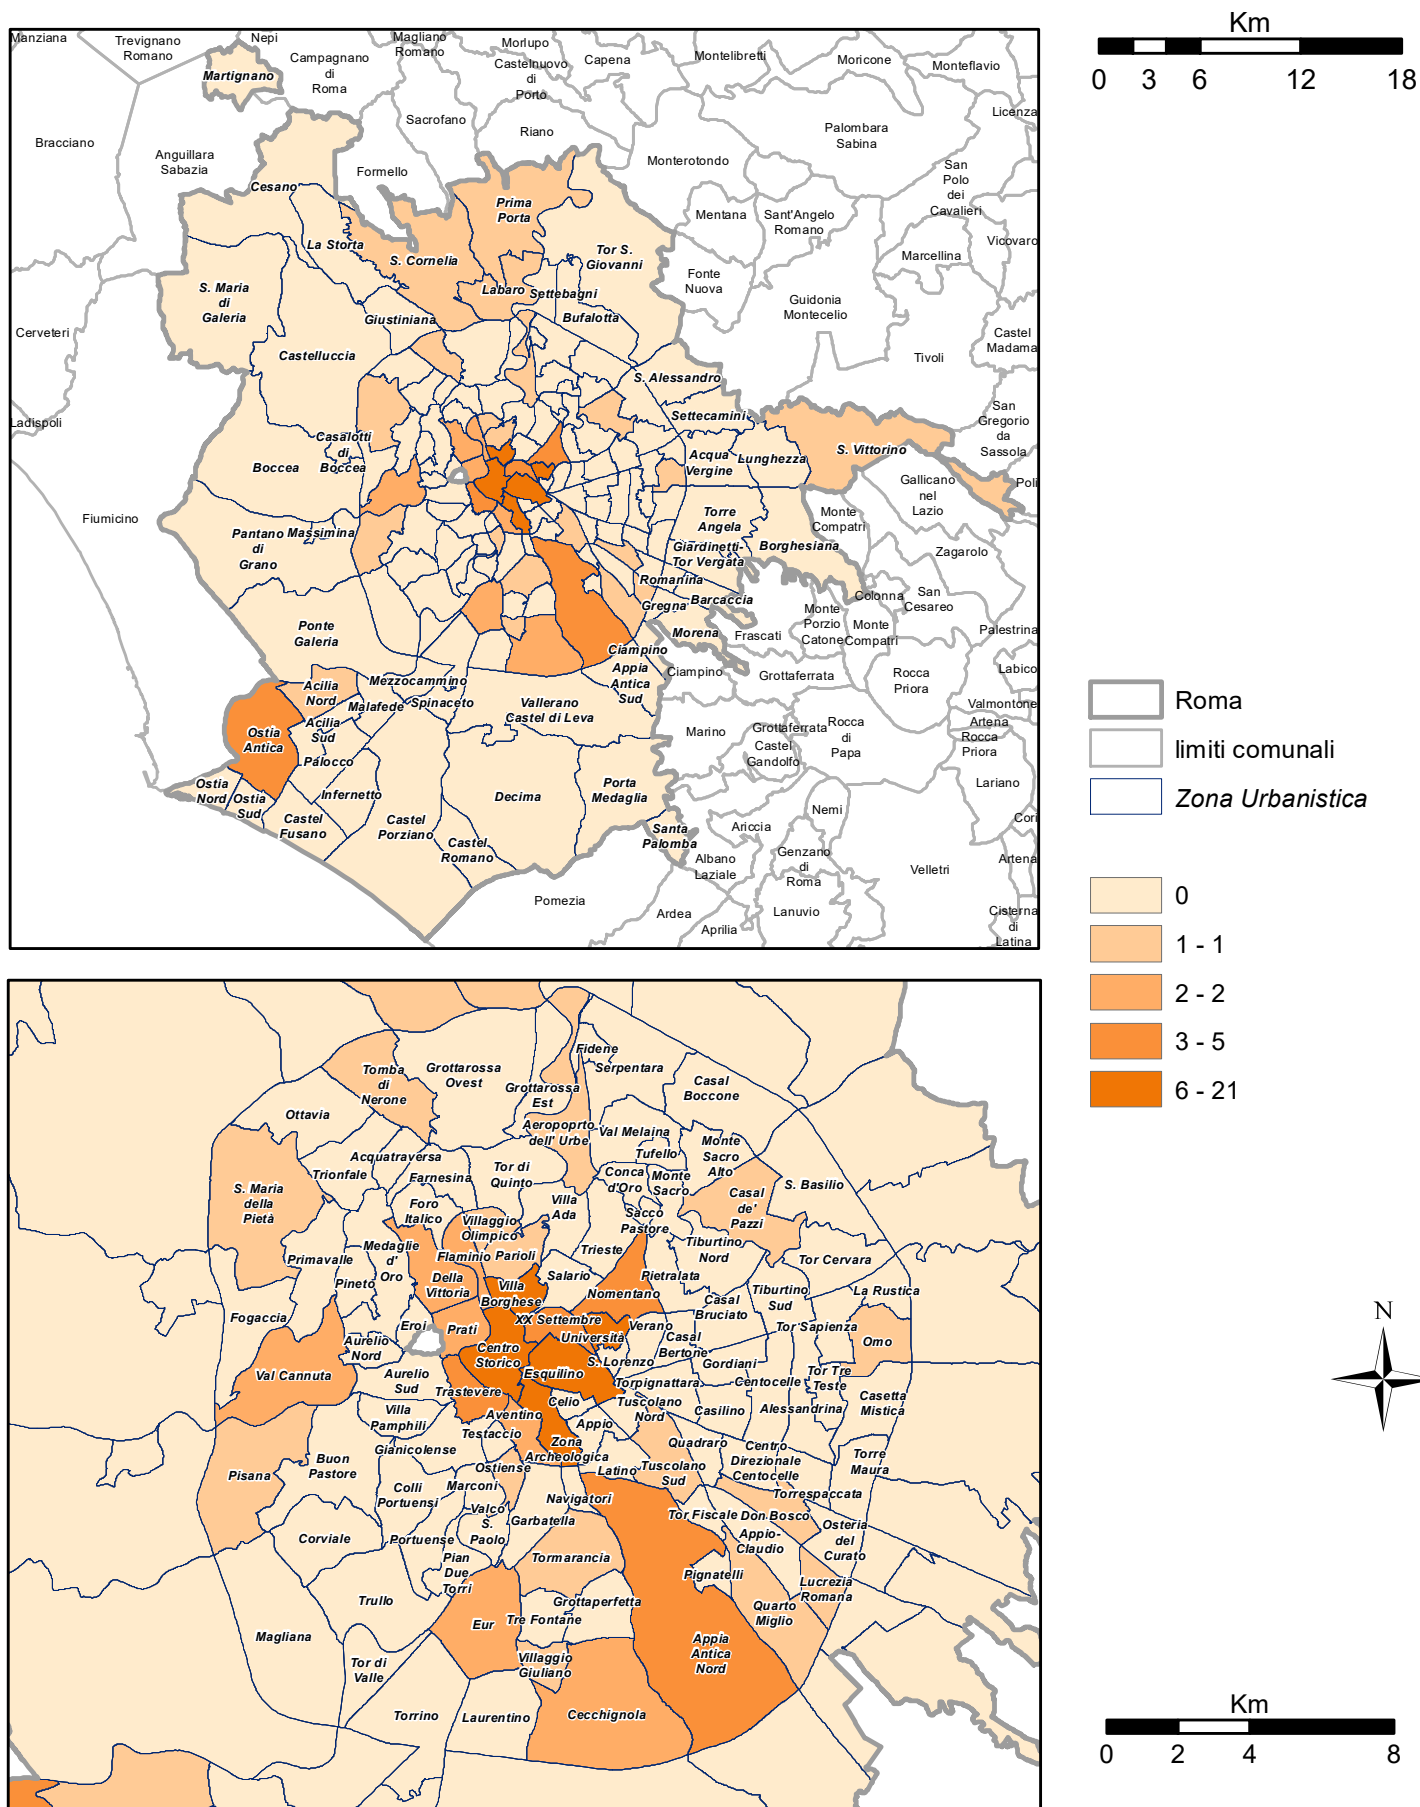 Manziana
Trevignano
Romano
Nepi
Magliano
Romano
Morlupo
Castelnuovo
di
Porto
Capena
Montelibretti
Moricone
Monteflavio
Campagnano
di
Roma
Martignano
Bracciano
Anguillara
Sabazia
Sacrofano
Riano
Formello
Licenza
Palombara
Sabina
Monterotondo
San
Polo
dei
Cavalieri
Cesano
Prima
Porta
Mentana
Sant'Angelo
Romano
La Storta
S. Cornelia
Tor S.
Giovanni
Vicovaro
Marcellina
Fonte
Nuova
S. Maria
di
Galeria
Labaro
Settebagni
Guidonia
Montecelio
Giustiniana
Bufalotta
Cerveteri
Castel
Madama
Castelluccia
Tivoli
S. Alessandro
Ladispoli
Settecamini
San
Gregorio
da
Sassola
Casalotti
di
Boccea
Boccea
Acqua
Vergine
Lunghezza
S. Vittorino
Gallicano
nel
Lazio
Poli
Fiumicino
Pantano
di
Grano
Massimina
Torre
Angela
Monte
Compatri
Giardinetti-
Tor Vergata
Borghesiana
Zagarolo
Romanina
Gregna
Barcaccia
Colonna
San
Cesareo
Ponte
Galeria
Morena
Frascati
Monte
Porzio
Catone
Monte
Compatri
Palestrina
Ciampino
Ciampino
Grottaferrata
Rocca
Priora
Labico
Acilia
Nord
Mezzocammino
Appia
Antica
Sud
Valmontone
Malafede
Spinaceto
Vallerano
Castel di Leva
Acilia
Sud
Ostia
Antica
Marino
Grottaferrata
Castel
Gandolfo
Rocca
di
Papa
Artena
Rocca
Priora
Palocco
Ostia
Nord
Ostia
Sud
Infernetto
Decima
Porta
Medaglia
Lariano
Castel
Fusano
Castel
Porziano
Castel
Romano
Santa
Palomba
Ariccia
Nemi
Cori
Albano
Laziale
Genzano
di
Roma
Velletri
Artena
Pomezia
Ardea
Aprilia
Lanuvio
Cisterna
di
Latina
Km
0 3 6 12 18
Roma
limiti comunali
Zona Urbanistica
0
1 - 1
2 - 2
3 - 5
6 - 21
Fidene
Serpentara
Tomba
di
Nerone
Grottarossa
Ovest
Grottarossa
Est
Casal
Boccone
Ottavia
Aeropoprto
dell' Urbe
Val Melaina
Tufello
Monte
Sacro
Alto
Acquatraversa
Trionfale
Farnesina
Tor di
Quinto
Conca
d'Oro
Monte
Sacro
S. Basilio
S. Maria
della
Pietà
Foro
Italico
Villa
Ada
Casal
de'
Pazzi
Villaggio
Olimpico
Sacco
Pastore
Primavalle
Medaglie
d'
Oro
Flaminio
Parioli
Trieste
Tiburtino
Nord
Tor Cervara
Pineto
Della
Vittoria
Villa
Borghese
Salario
Nomentano
Pietralata
Tiburtino
Sud
La Rustica
Fogaccia
Eroi
Prati
XX Settembre
Università
Verano
Casal
Bruciato
Tor Sapienza
Omo
Aurelio
Nord
Centro
Storico
Casal
Bertone
S. Lorenzo
Gordiani
Val Cannuta
Aurelio
Sud
Trastevere
Esquilino
Torpignattara
Centocelle
Tor Tre
Teste
Casetta
Mistica
Villa
Pamphili
Aventino
Celio
Tuscolano
Nord
Casilino
Alessandrina
Testaccio
Appio
Gianicolense
Zona
Archeologica
Quadraro
Centro
Direzionale
Centocelle
Torre
Maura
Pisana
Buon
Pastore
Ostiense
Latino
Tuscolano
Sud
Colli
Portuensi
Marconi
Navigatori
Torrespaccata
Valco
S.
Paolo
Garbatella
Tor Fiscale
Don Bosco
Corviale
Portuense
Appio-
Claudio
Osteria
del
Curato
Pian
Due
Torri
Tormarancia
Pignatelli
Trullo
Grottaperfetta
Lucrezia
Romana
Quarto
Miglio
Eur
Tre Fontane
Magliana
Appia
Antica
Nord
Tor di
Valle
Villaggio
Giuliano
Torrino
Laurentino
Cecchignola
N
Km
0 2 4 8